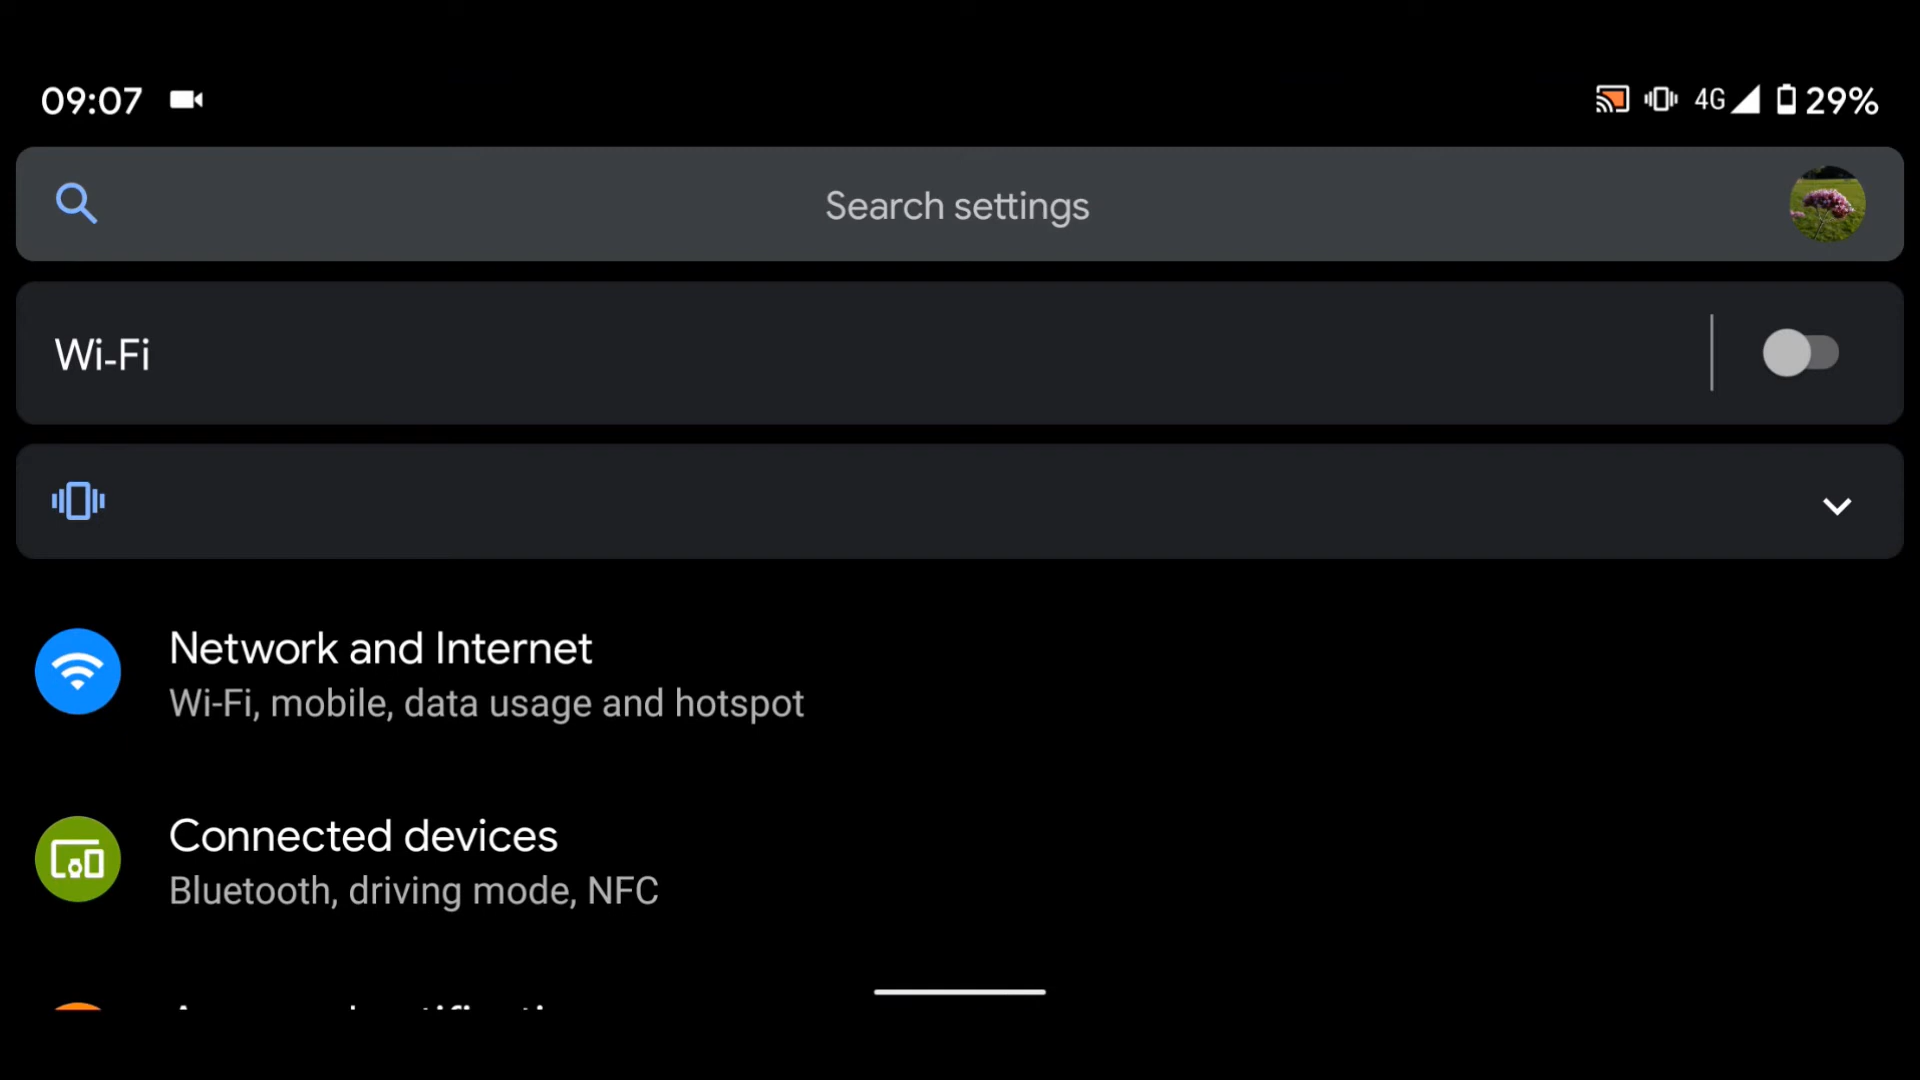 09:07
4G 29%
Search settings
Wi-Fi
Network and Internet
Wi-Fi, mobile, data usage and hotspot
Connected devices
Bluetooth, driving mode, NFC